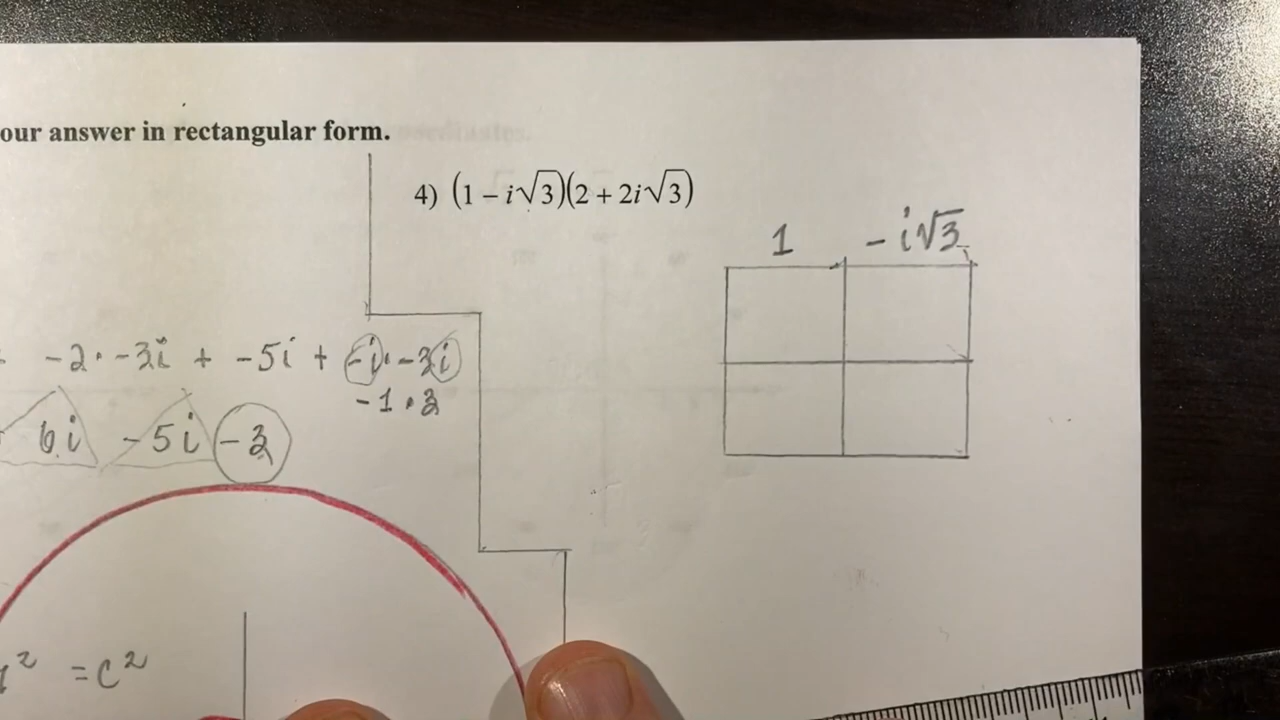 our answer in rectangular form.
4) (1 – i√3)(2 + 2i√3)
1 - i√3
-2 · -3i + -5i + -i · -3i
-1 · 3
6i - 5i -3
= c²